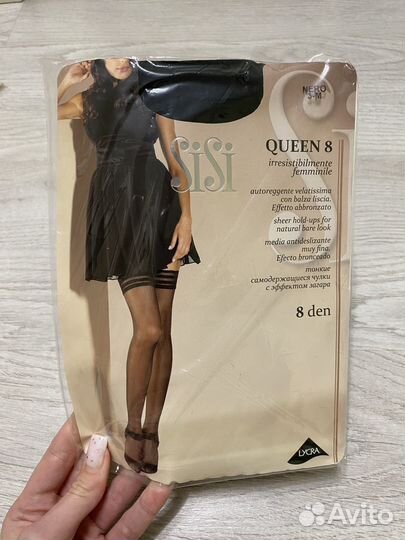 NERO
S-M
SiSi
QUEEN 8
irresistibilmente
femminile
autoreggente velatissima
con balza liscia.
Effetto abbronzato
sheer hold-ups for
natural bare look
media antideslizante
muy fina.
Efecto bronceado
тонкие
самодержащиеся чулки
с эффектом загара
8 den
LYCRA
Avito